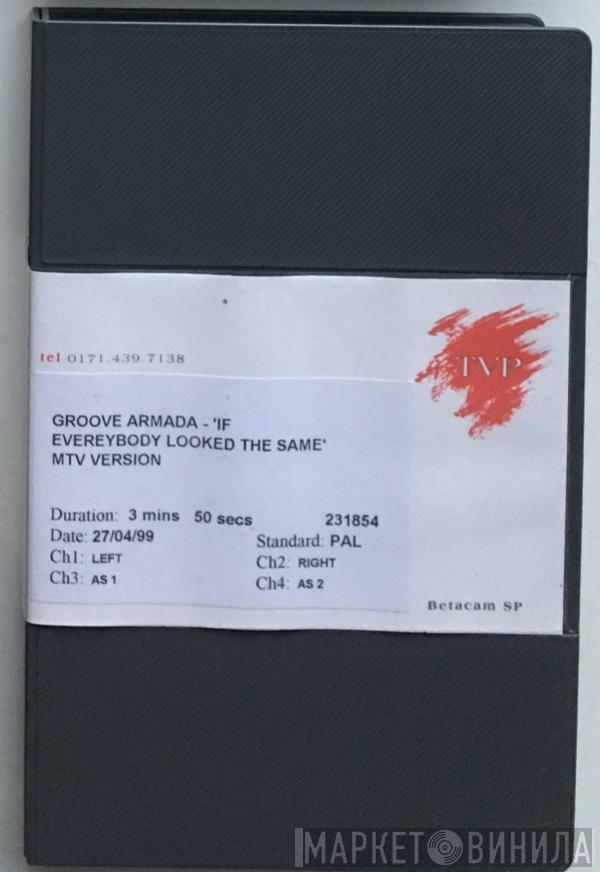 tel 0171.439.7138
TVP
GROOVE ARMADA - 'IF
EVEREYBODY LOOKED THE SAME'
MTV VERSION
Duration: 3 mins 50 secs 231854
Date: 27/04/99 Standard: PAL
Ch1: LEFT Ch2: RIGHT
Ch3: AS 1 Ch4: AS 2
Betacam SP
МАРКЕТ ВИНИЛА